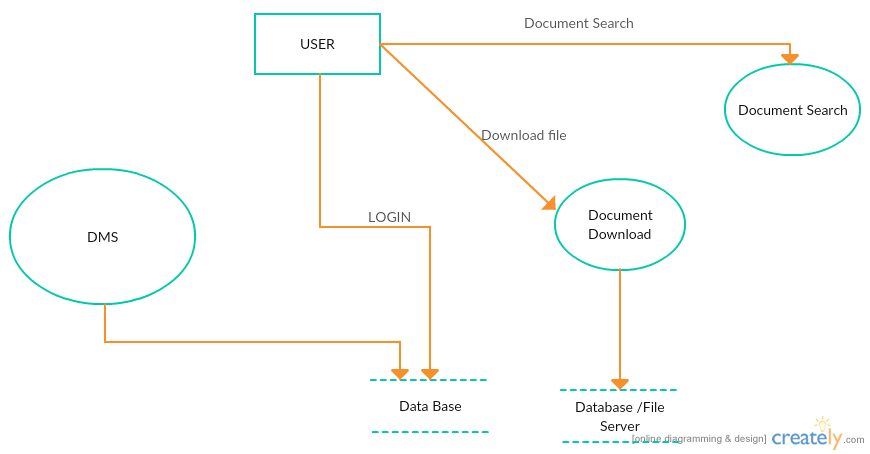 Document Search
USER
Document Search
Download file
Document
Download
LOGIN
DMS
Data Base
Database /File
Server
[online diagramming & design]
creately.com